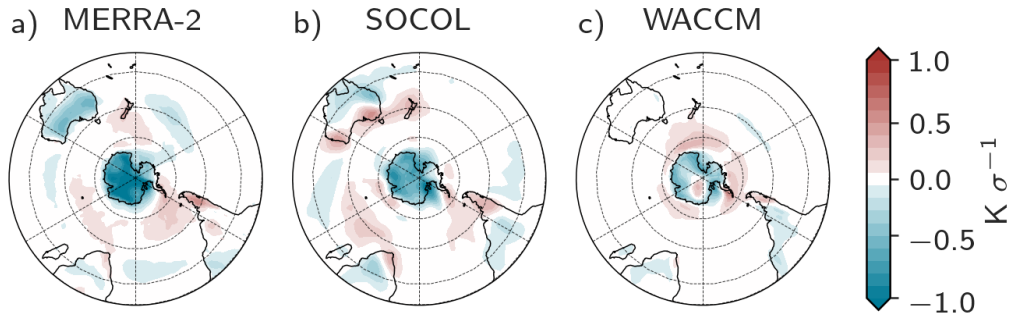 a) MERRA-2
b) SOCOL
c) WACCM
1.0
0.5
0.0
−0.5
−1.0
K σ⁻¹